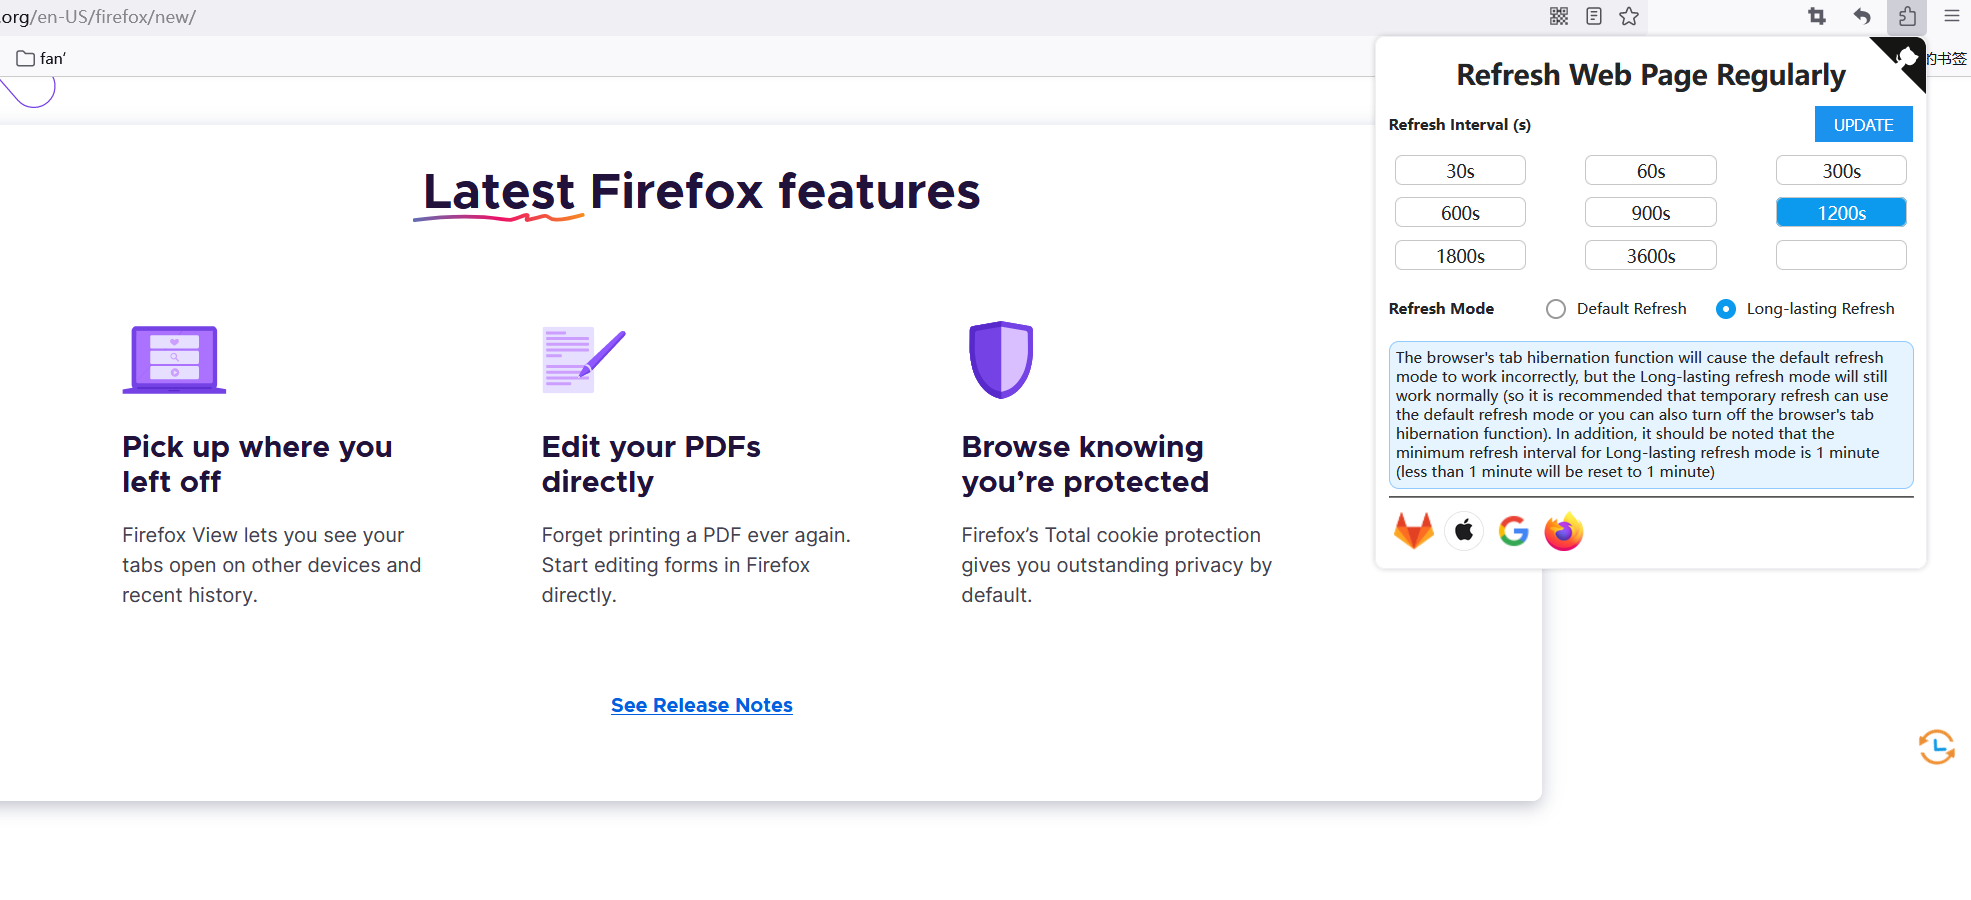 .org/en-US/firefox/new/
fan‘
的书签
Refresh Web Page Regularly
Refresh Interval (s)
UPDATE
30s
60s
300s
600s
900s
1200s
1800s
3600s
Refresh Mode
Default Refresh
Long-lasting Refresh
The browser's tab hibernation function will cause the default refresh
mode to work incorrectly, but the Long-lasting refresh mode will still
work normally (so it is recommended that temporary refresh can use
the default refresh mode or you can also turn off the browser's tab
hibernation function). In addition, it should be noted that the
minimum refresh interval for Long-lasting refresh mode is 1 minute
(less than 1 minute will be reset to 1 minute)
Latest Firefox features
Pick up where you
left off
Firefox View lets you see your
tabs open on other devices and
recent history.
Edit your PDFs
directly
Forget printing a PDF ever again.
Start editing forms in Firefox
directly.
Browse knowing
you’re protected
Firefox’s Total cookie protection
gives you outstanding privacy by
default.
See Release Notes